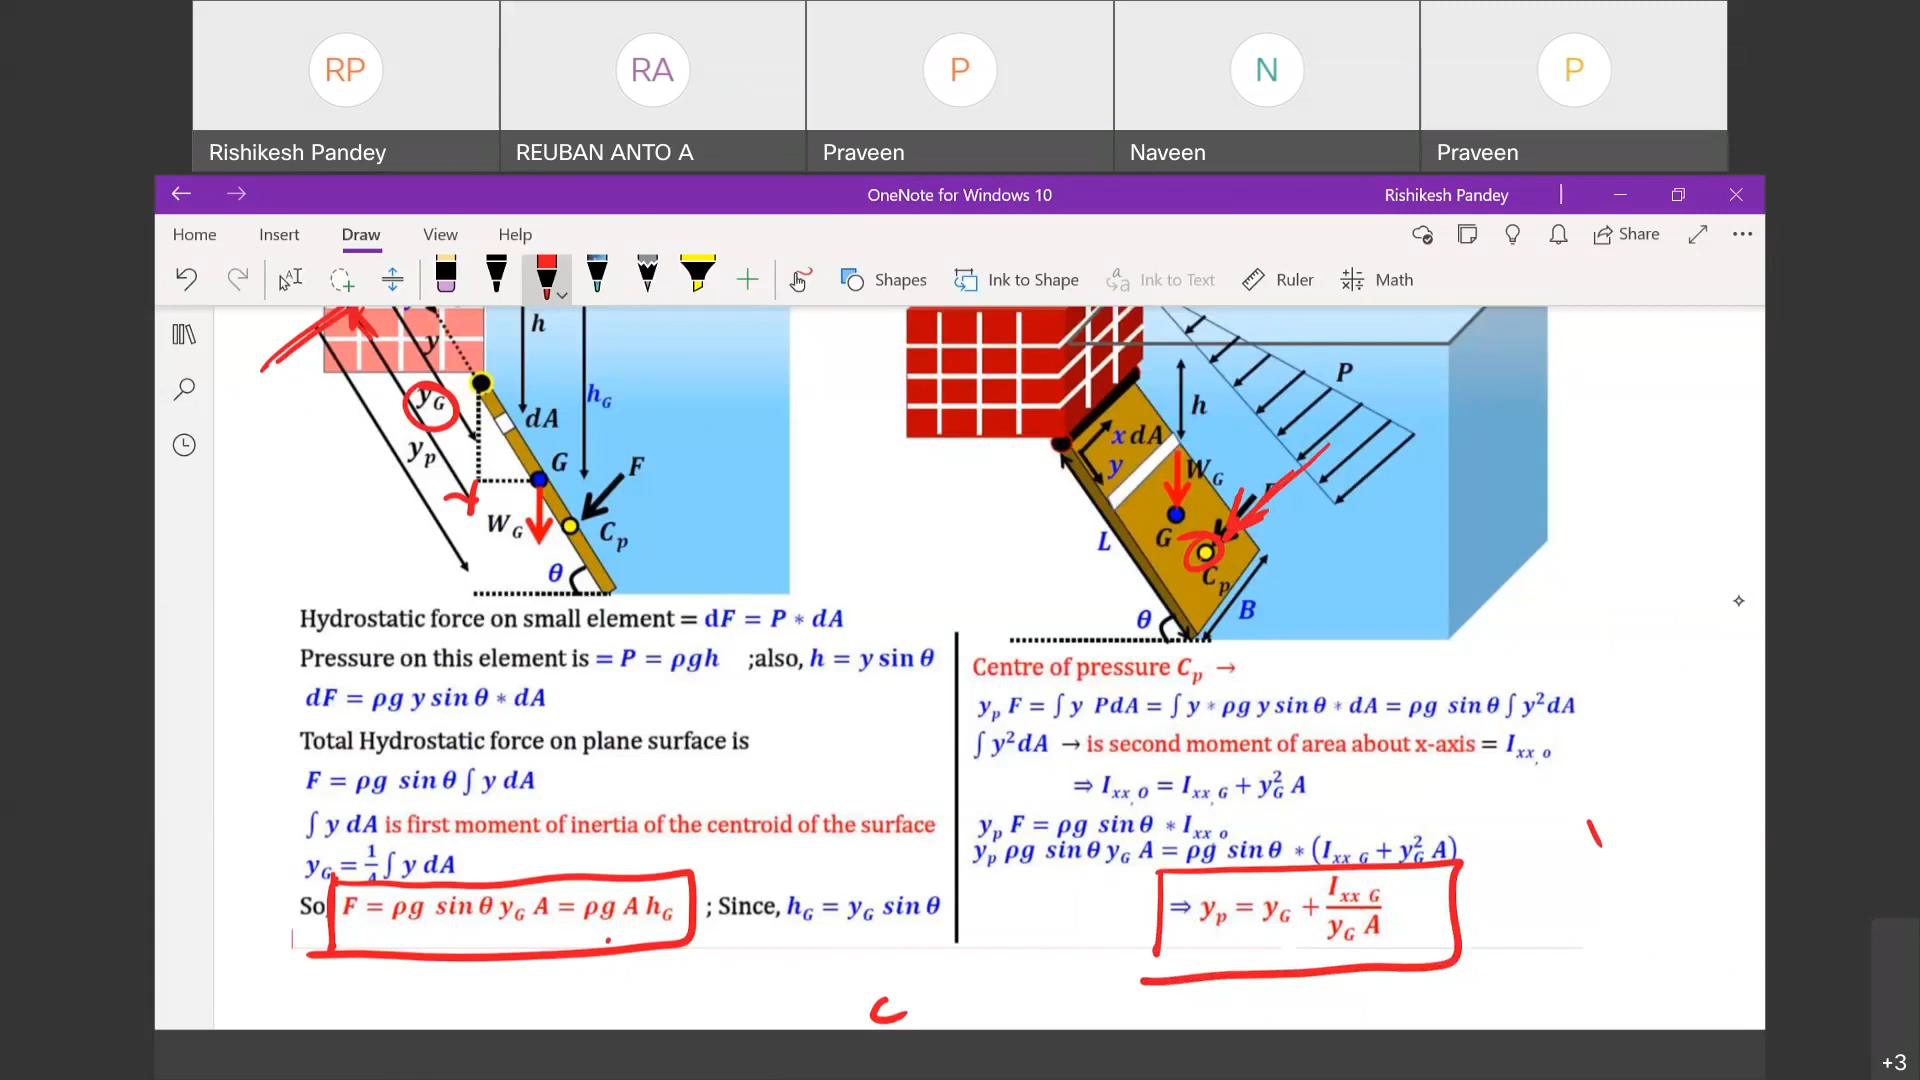 RP
RA
P
N
P
Rishikesh Pandey
REUBAN ANTO A
Praveen
Naveen
Praveen
OneNote for Windows 10
Rishikesh Pandey
Home
Insert
Draw
View
Help
Share
Shapes
Ink to Shape
Ink to Text
Ruler
Math
h
y
h_G
y_G
dA
y_p
G
F
W_G
C_p
θ
P
h
x dA
y
W_G
L
G
C_p
B
θ
Hydrostatic force on small element = dF = P * dA
Pressure on this element is = P = ρgh ;also, h = y sin θ
dF = ρg y sin θ * dA
Total Hydrostatic force on plane surface is
F = ρg sin θ ∫ y dA
∫ y dA is first moment of inertia of the centroid of the surface
y_G = 1/A ∫ y dA
So, F = ρg sin θ y_G A = ρg A h_G ; Since, h_G = y_G sin θ
Centre of pressure C_p →
y_p F = ∫ y PdA = ∫ y * ρg y sin θ * dA = ρg sin θ ∫ y² dA
∫ y² dA → is second moment of area about x-axis = I_xx, o
⇒ I_xx, O = I_xx, G + y_G² A
y_p F = ρg sin θ * I_xx o
y_p ρg sin θ y_G A = ρg sin θ * (I_xx G + y_G² A)
⇒ y_p = y_G + I_xx G / y_G A
+3